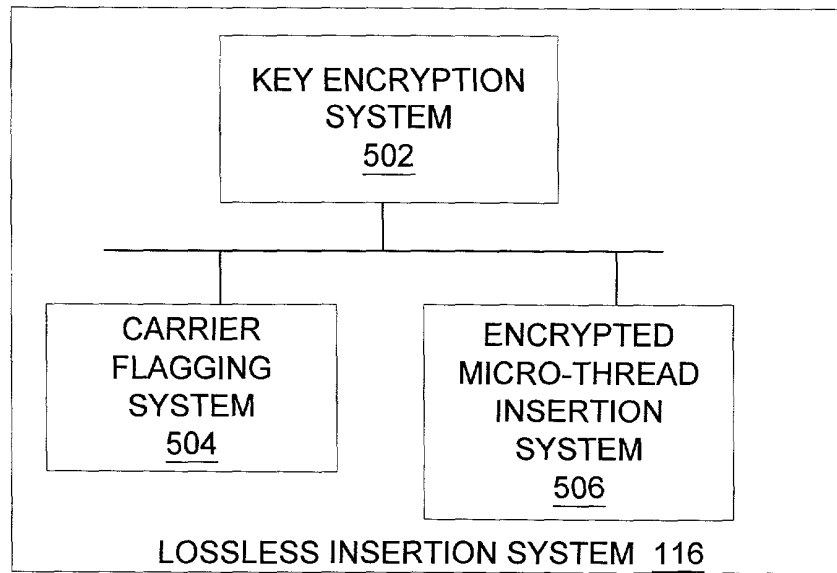 KEY ENCRYPTION
SYSTEM
502
CARRIER
FLAGGING
SYSTEM
504
ENCRYPTED
MICRO-THREAD
INSERTION
SYSTEM
506
LOSSLESS INSERTION SYSTEM 116